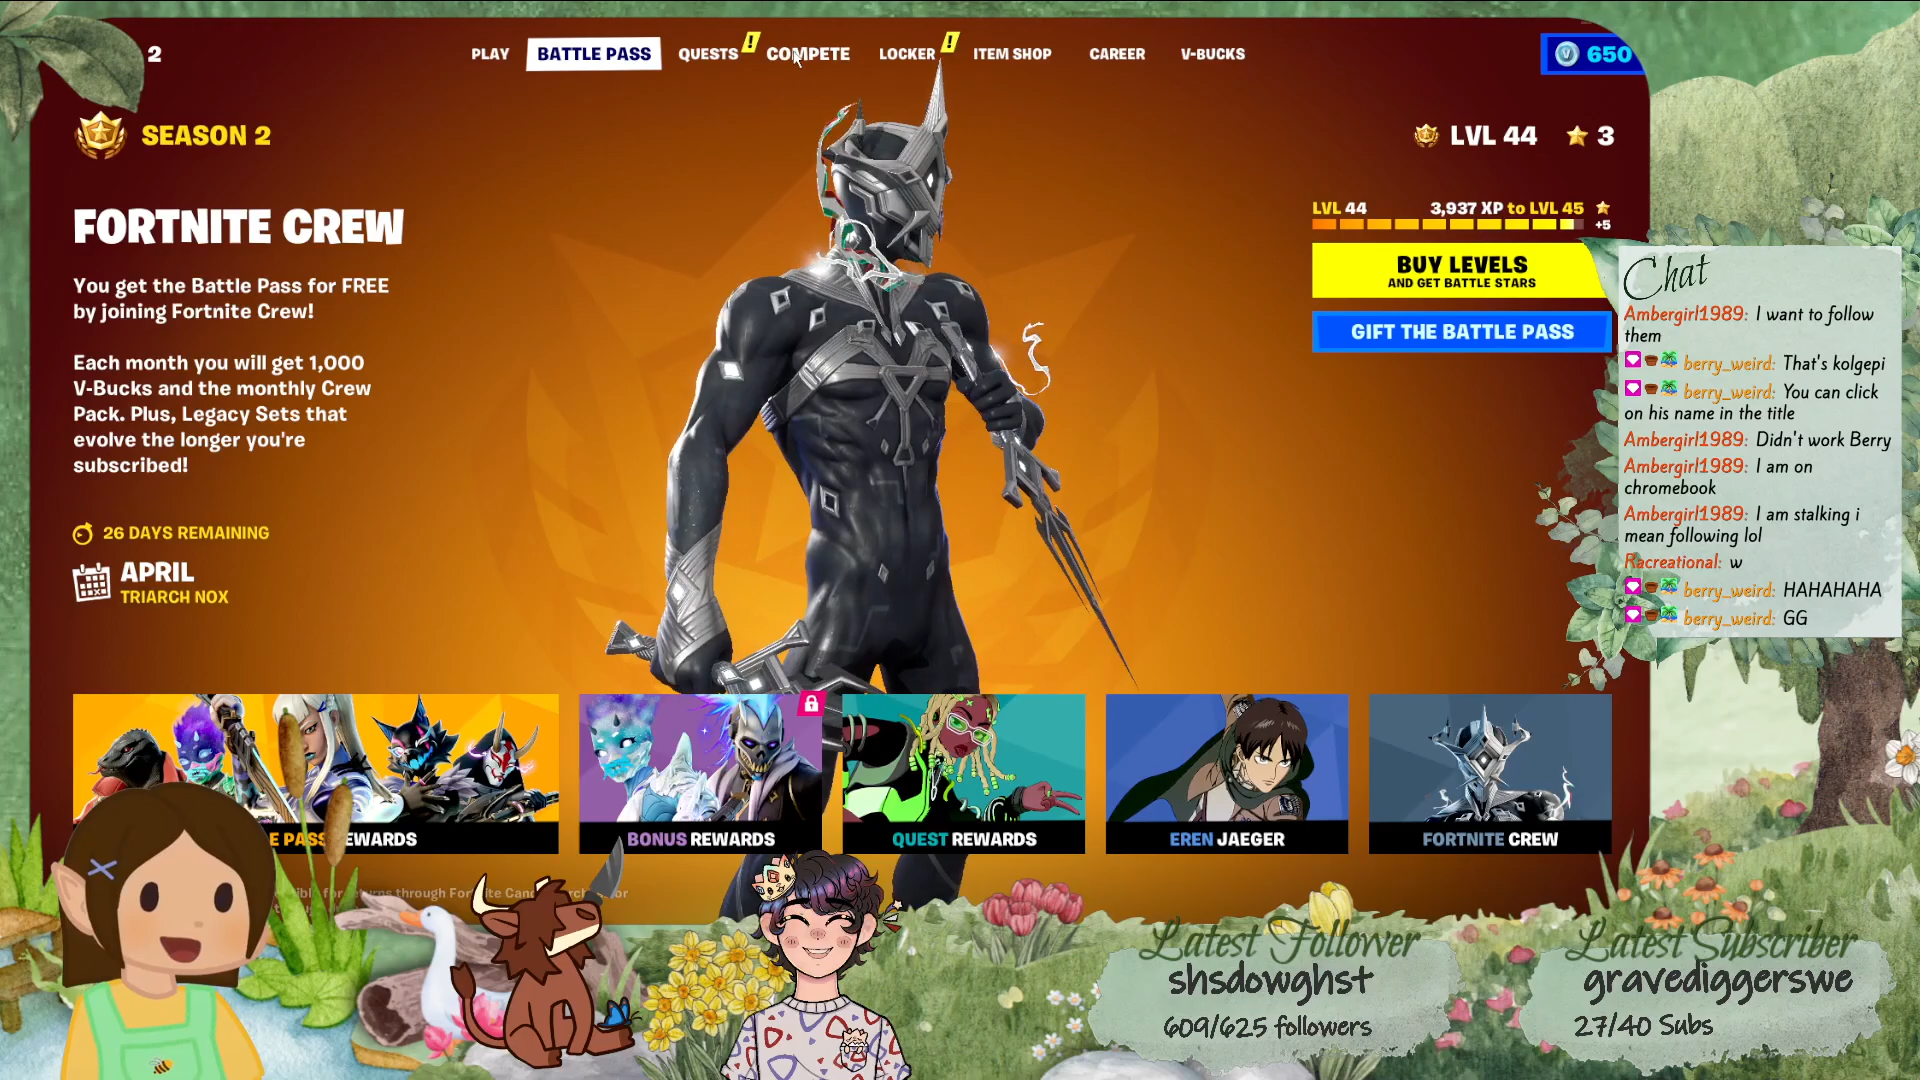 2
PLAY
BATTLE PASS
QUESTS
!
COMPETE
LOCKER
!
ITEM SHOP
CAREER
V-BUCKS
650
SEASON 2
LVL 44
3
FORTNITE CREW
LVL 44
3,937 XP to LVL 45
+5
BUY LEVELS
AND GET BATTLE STARS
GIFT THE BATTLE PASS
You get the Battle Pass for FREE
by joining Fortnite Crew!
Each month you will get 1,000
V-Bucks and the monthly Crew
Pack. Plus, Legacy Sets that
evolve the longer you're
subscribed!
26 DAYS REMAINING
APRIL
TRIARCH NOX
Chat
Ambergirl1989: I want to follow
them
berry_weird: That's kolgepi
berry_weird: You can click
on his name in the title
Ambergirl1989: Didn't work Berry
Ambergirl1989: I am on
chromebook
Ambergirl1989: I am stalking i
mean following lol
Racreational: w
berry_weird: HAHAHAHA
berry_weird: GG
E PASS REWARDS
BONUS REWARDS
QUEST REWARDS
EREN JAEGER
FORTNITE CREW
through
Latest Follower
shsdowghst
609/625 followers
Latest Subscriber
gravediggerswe
27/40 Subs